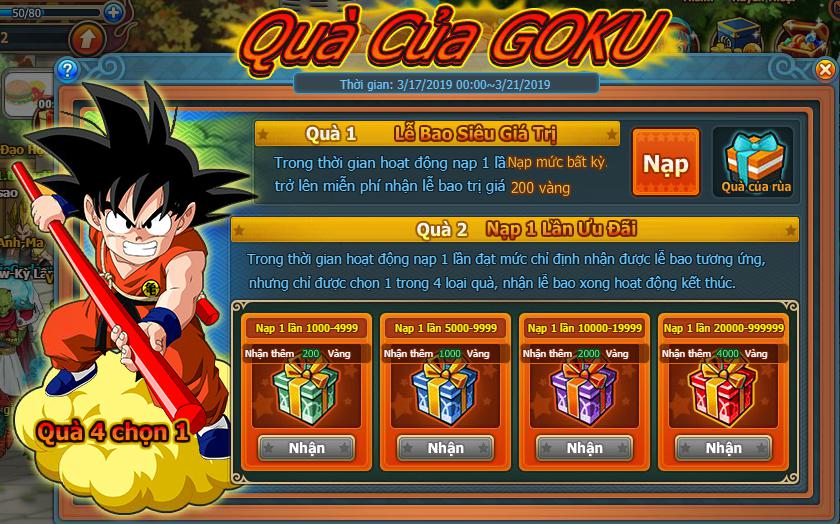 50/80
Quà Của GOKU
2
Thời gian: 3/17/2019 00:00~3/21/2019
00:
Quà 1 Lễ Bao Siêu Giá Trị
Trong thời gian hoạt động nạp 1 lầ Nạp mức bất kỳ.
trở lên miễn phí nhận lễ bao trị giá 200 vàng
Nạp
Quà của rùa
Quà 2 Nạp 1 Lần Ưu Đãi
Trong thời gian hoạt động nạp 1 lần đạt mức chỉ định nhận được lễ bao tương ứng,
nhưng chỉ được chọn 1 trong 4 loại quà, nhận lễ bao xong hoạt động kết thúc.
Nạp 1 lần 1000-4999
Nhận thêm 200 Vàng
Nhận
Nạp 1 lần 5000-9999
Nhận thêm 1000 Vàng
Nhận
Nạp 1 lần 10000-19999
Nhận thêm 2000 Vàng
Nhận
Nạp 1 lần 20000-999999
Nhận thêm 4000 Vàng
Nhận
Quà 4 chọn 1